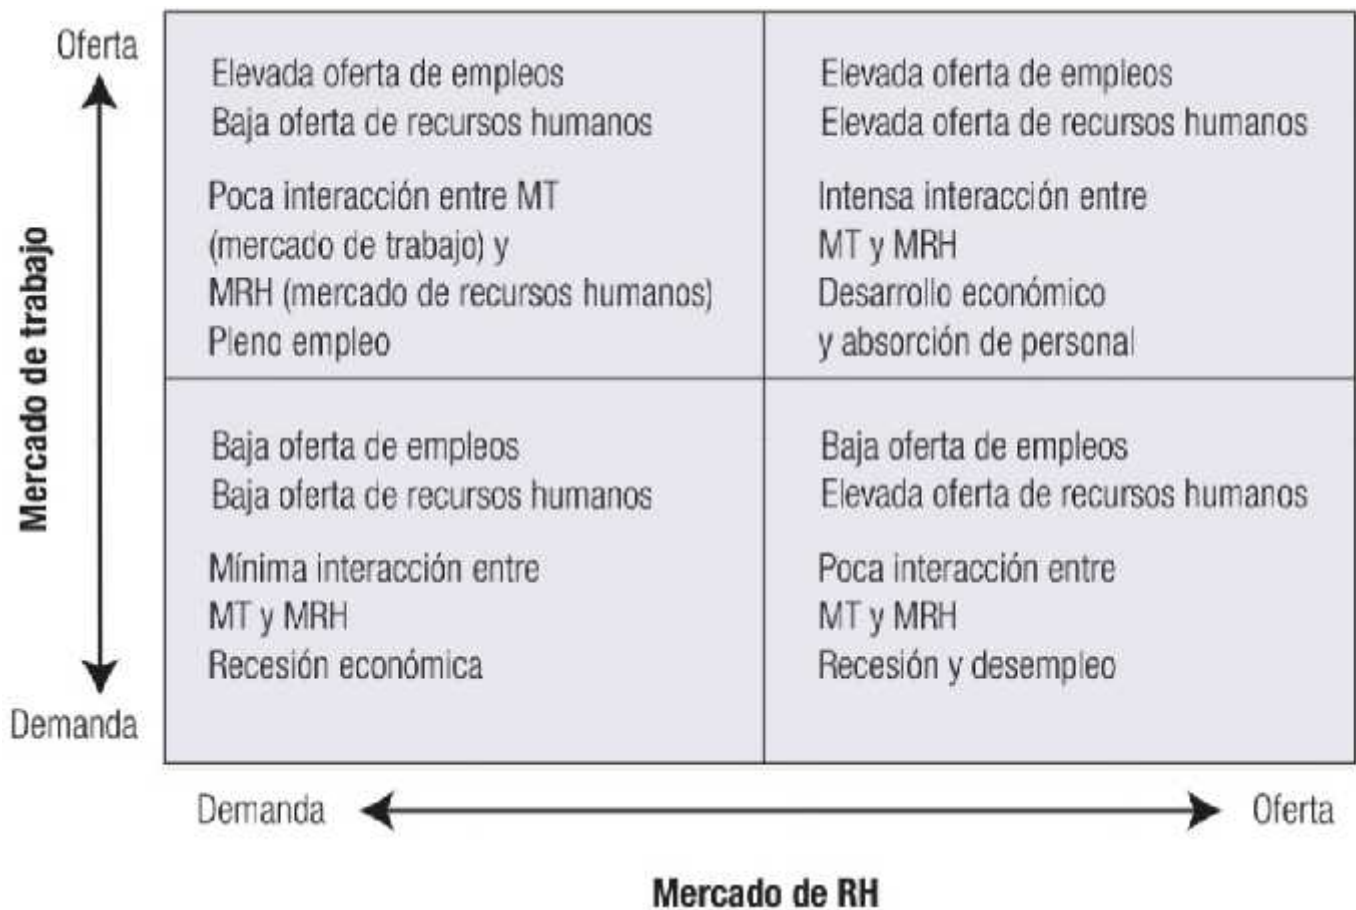 Oferta
Mercado de trabajo
Demanda
Elevada oferta de empleos
Baja oferta de recursos humanos
Poca interacción entre MT
(mercado de trabajo) y
MRH (mercado de recursos humanos)
Pleno empleo
Elevada oferta de empleos
Elevada oferta de recursos humanos
Intensa interacción entre
MT y MRH
Desarrollo económico
y absorción de personal
Baja oferta de empleos
Baja oferta de recursos humanos
Mínima interacción entre
MT y MRH
Recesión económica
Baja oferta de empleos
Elevada oferta de recursos humanos
Poca interacción entre
MT y MRH
Recesión y desempleo
Demanda
Oferta
Mercado de RH